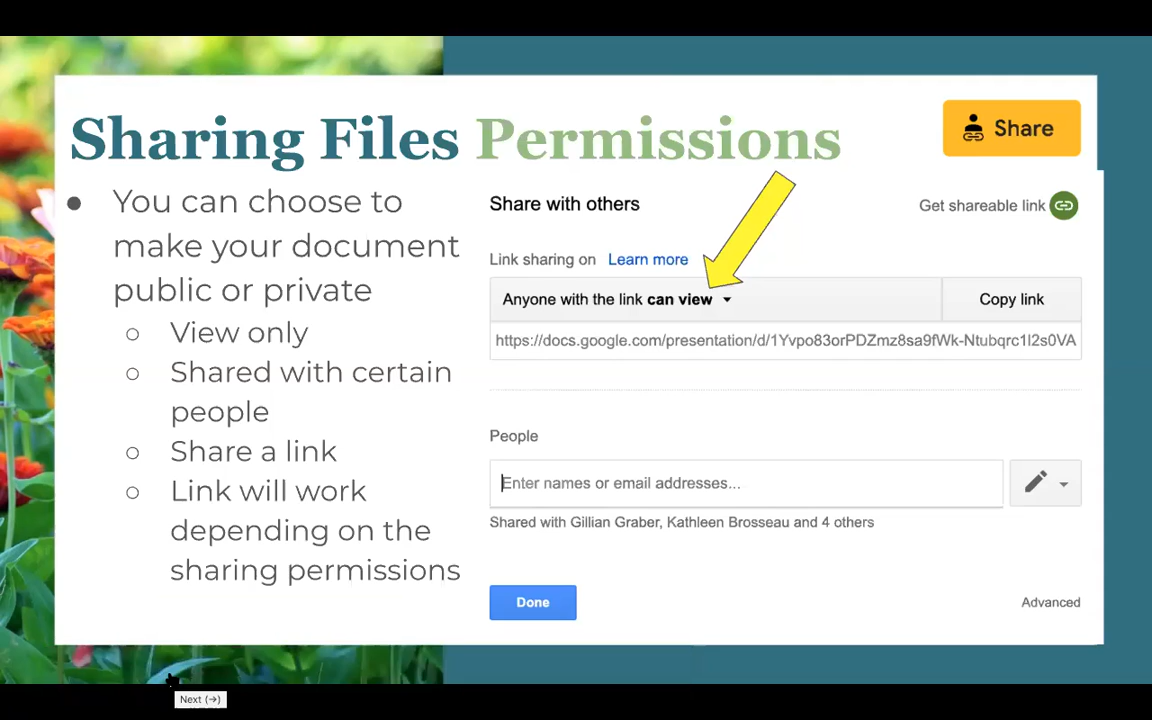 Sharing Files Permissions
Share
You can choose to
make your document
public or private
View only
Shared with certain
people
Share a link
Link will work
depending on the
sharing permissions
Share with others
Get shareable link
Link sharing on Learn more
Anyone with the link can view
Copy link
https://docs.google.com/presentation/d/1Yvpo83orPDZmz8sa9fWk-Ntubqrc1I2s0VA
People
Enter names or email addresses...
Shared with Gillian Graber, Kathleen Brosseau and 4 others
Done
Advanced
Next (→)